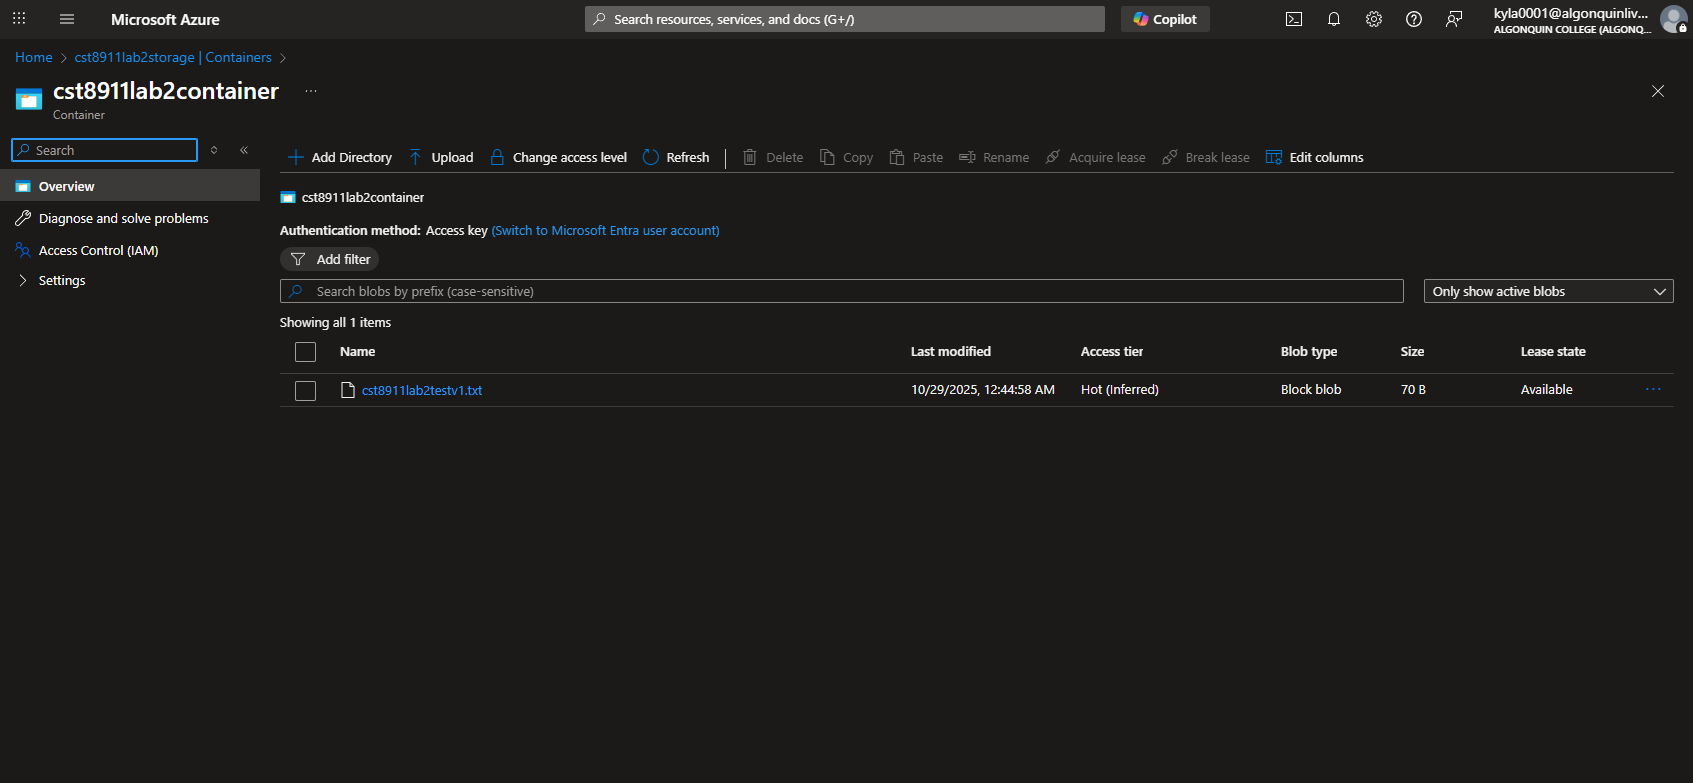 Microsoft Azure
Search resources, services, and docs (G+/)
Copilot
kyla0001@algonquinliv...
ALGONQUIN COLLEGE (ALGONQ...
Home > cst8911lab2storage | Containers >
cst8911lab2container ...
Container
Search
Overview
Diagnose and solve problems
Access Control (IAM)
Settings
Add Directory Upload Change access level Refresh Delete Copy Paste Rename Acquire lease Break lease Edit columns
cst8911lab2container
Authentication method: Access key (Switch to Microsoft Entra user account)
Add filter
Search blobs by prefix (case-sensitive)
Only show active blobs
Showing all 1 items
Name Last modified Access tier Blob type Size Lease state
cst8911lab2testv1.txt 10/29/2025, 12:44:58 AM Hot (Inferred) Block blob 70 B Available ...